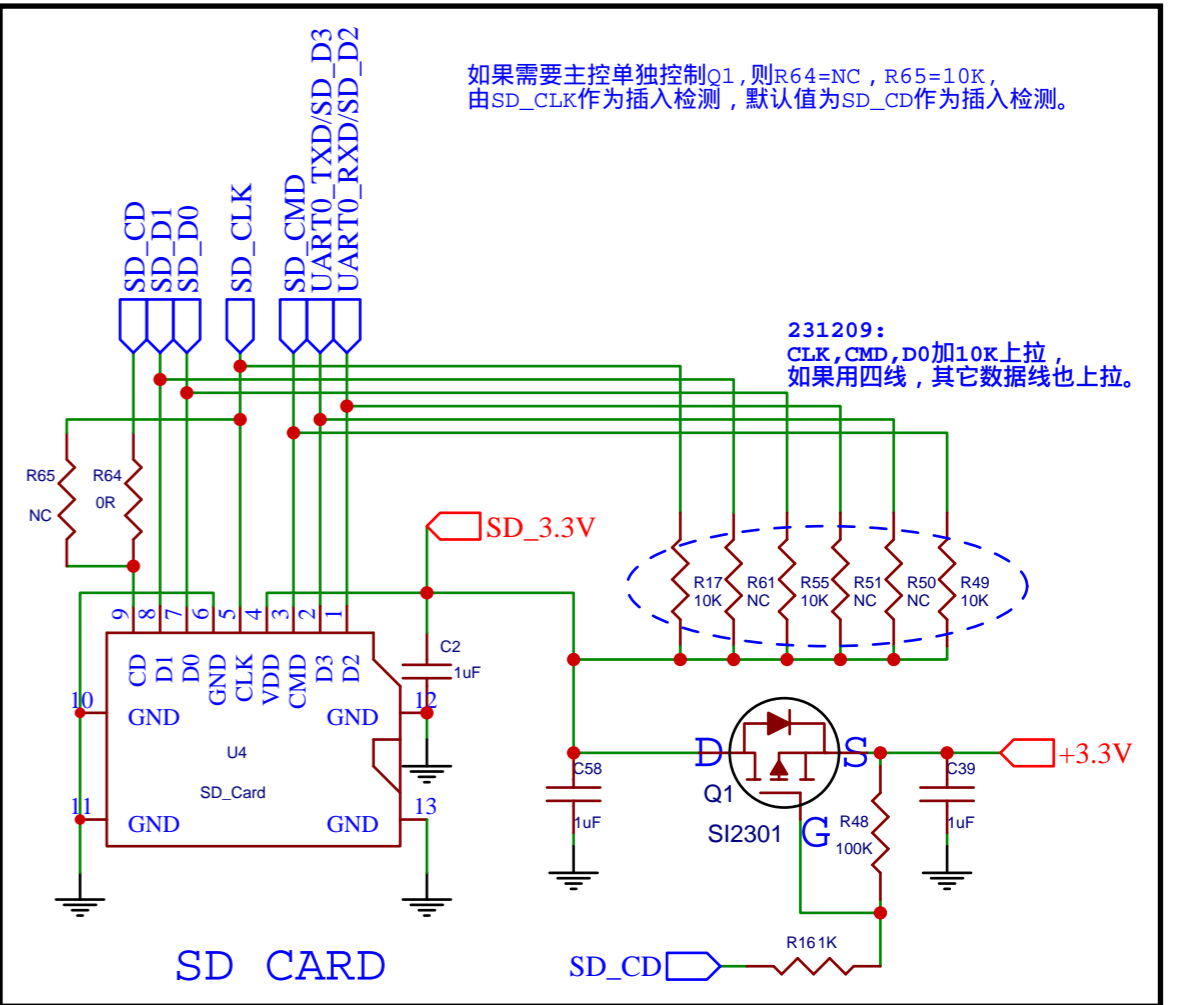 如果需要主控单独控制Q1,则R64=NC，R65=10K,
由SD_CLK作为插入检测，默认值为SD_CD作为插入检测。
SD_CD
SD_D1
SD_D0
SD_CLK
SD_CMD
UART0_TXD/SD_D3
UART0_RXD/SD_D2
231209:
CLK,CMD,D0加10K上拉，
如果用四线，其它数据线也上拉。
R65
NC
R64
0R
SD_3.3V
R17
10K
R61
NC
R55
10K
R51
NC
R50
NC
R49
10K
9
8
7
6
5
4
3
2
1
CD
D1
D0
GND
CLK
VDD
CMD
D3
D2
C2
1uF
10
GND
GND
12
U4
SD_Card
11
GND
GND
13
D
S
+3.3V
C58
1uF
Q1
SI2301
G
R48
100K
C39
1uF
SD CARD
SD_CD
R161K